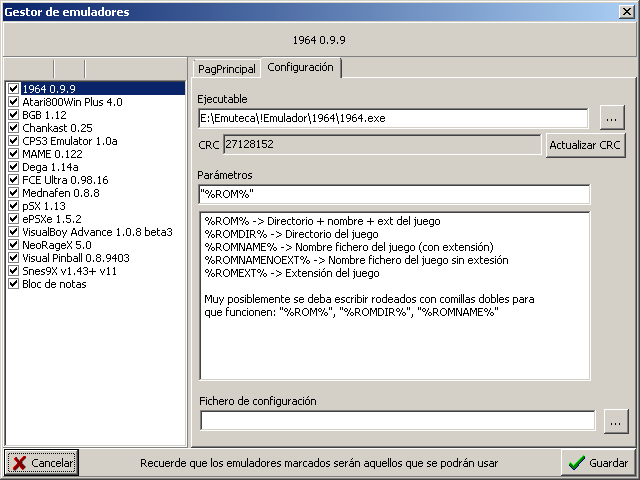 Gestor de emuladores
1964 0.9.9
1964 0.9.9
Atari800Win Plus 4.0
BGB 1.12
Chankast 0.25
CPS3 Emulator 1.0a
MAME 0.122
Dega 1.14a
FCE Ultra 0.98.16
Mednafen 0.8.8
pSX 1.13
ePSXe 1.5.2
VisualBoy Advance 1.0.8 beta3
NeoRageX 5.0
Visual Pinball 0.8.9403
Snes9X v1.43+ v11
Bloc de notas
PagPrincipal
Configuración
Ejecutable
E:\Emuteca\!Emulador\1964\1964.exe
...
CRC
27128152
Actualizar CRC
Parámetros
"%ROM%"
%ROM% -> Directorio + nombre + ext del juego
%ROMDIR% -> Directorio del juego
%ROMNAME% -> Nombre fichero del juego (con extensión)
%ROMNAMENOEXT% -> Nombre fichero del juego sin extesión
%ROMEXT% -> Extensión del juego
Muy posiblemente se deba escribir rodeados con comillas dobles para
que funcionen: "%ROM%", "%ROMDIR%", "%ROMNAME%"
Fichero de configuración
...
Cancelar
Recuerde que los emuladores marcados serán aquellos que se podrán usar
Guardar